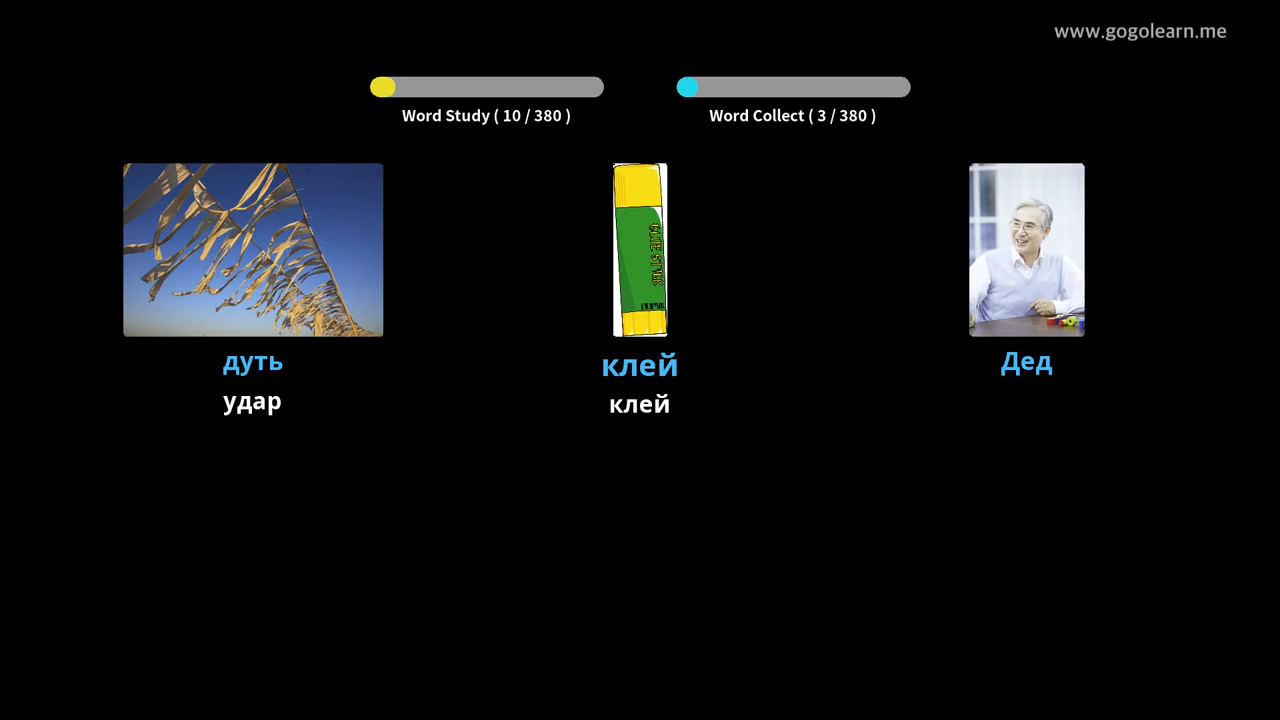 www.gogolearn.me
Word Study ( 10 / 380 )
Word Collect ( 3 / 380 )
дуть
удар
клей
клей
Дед